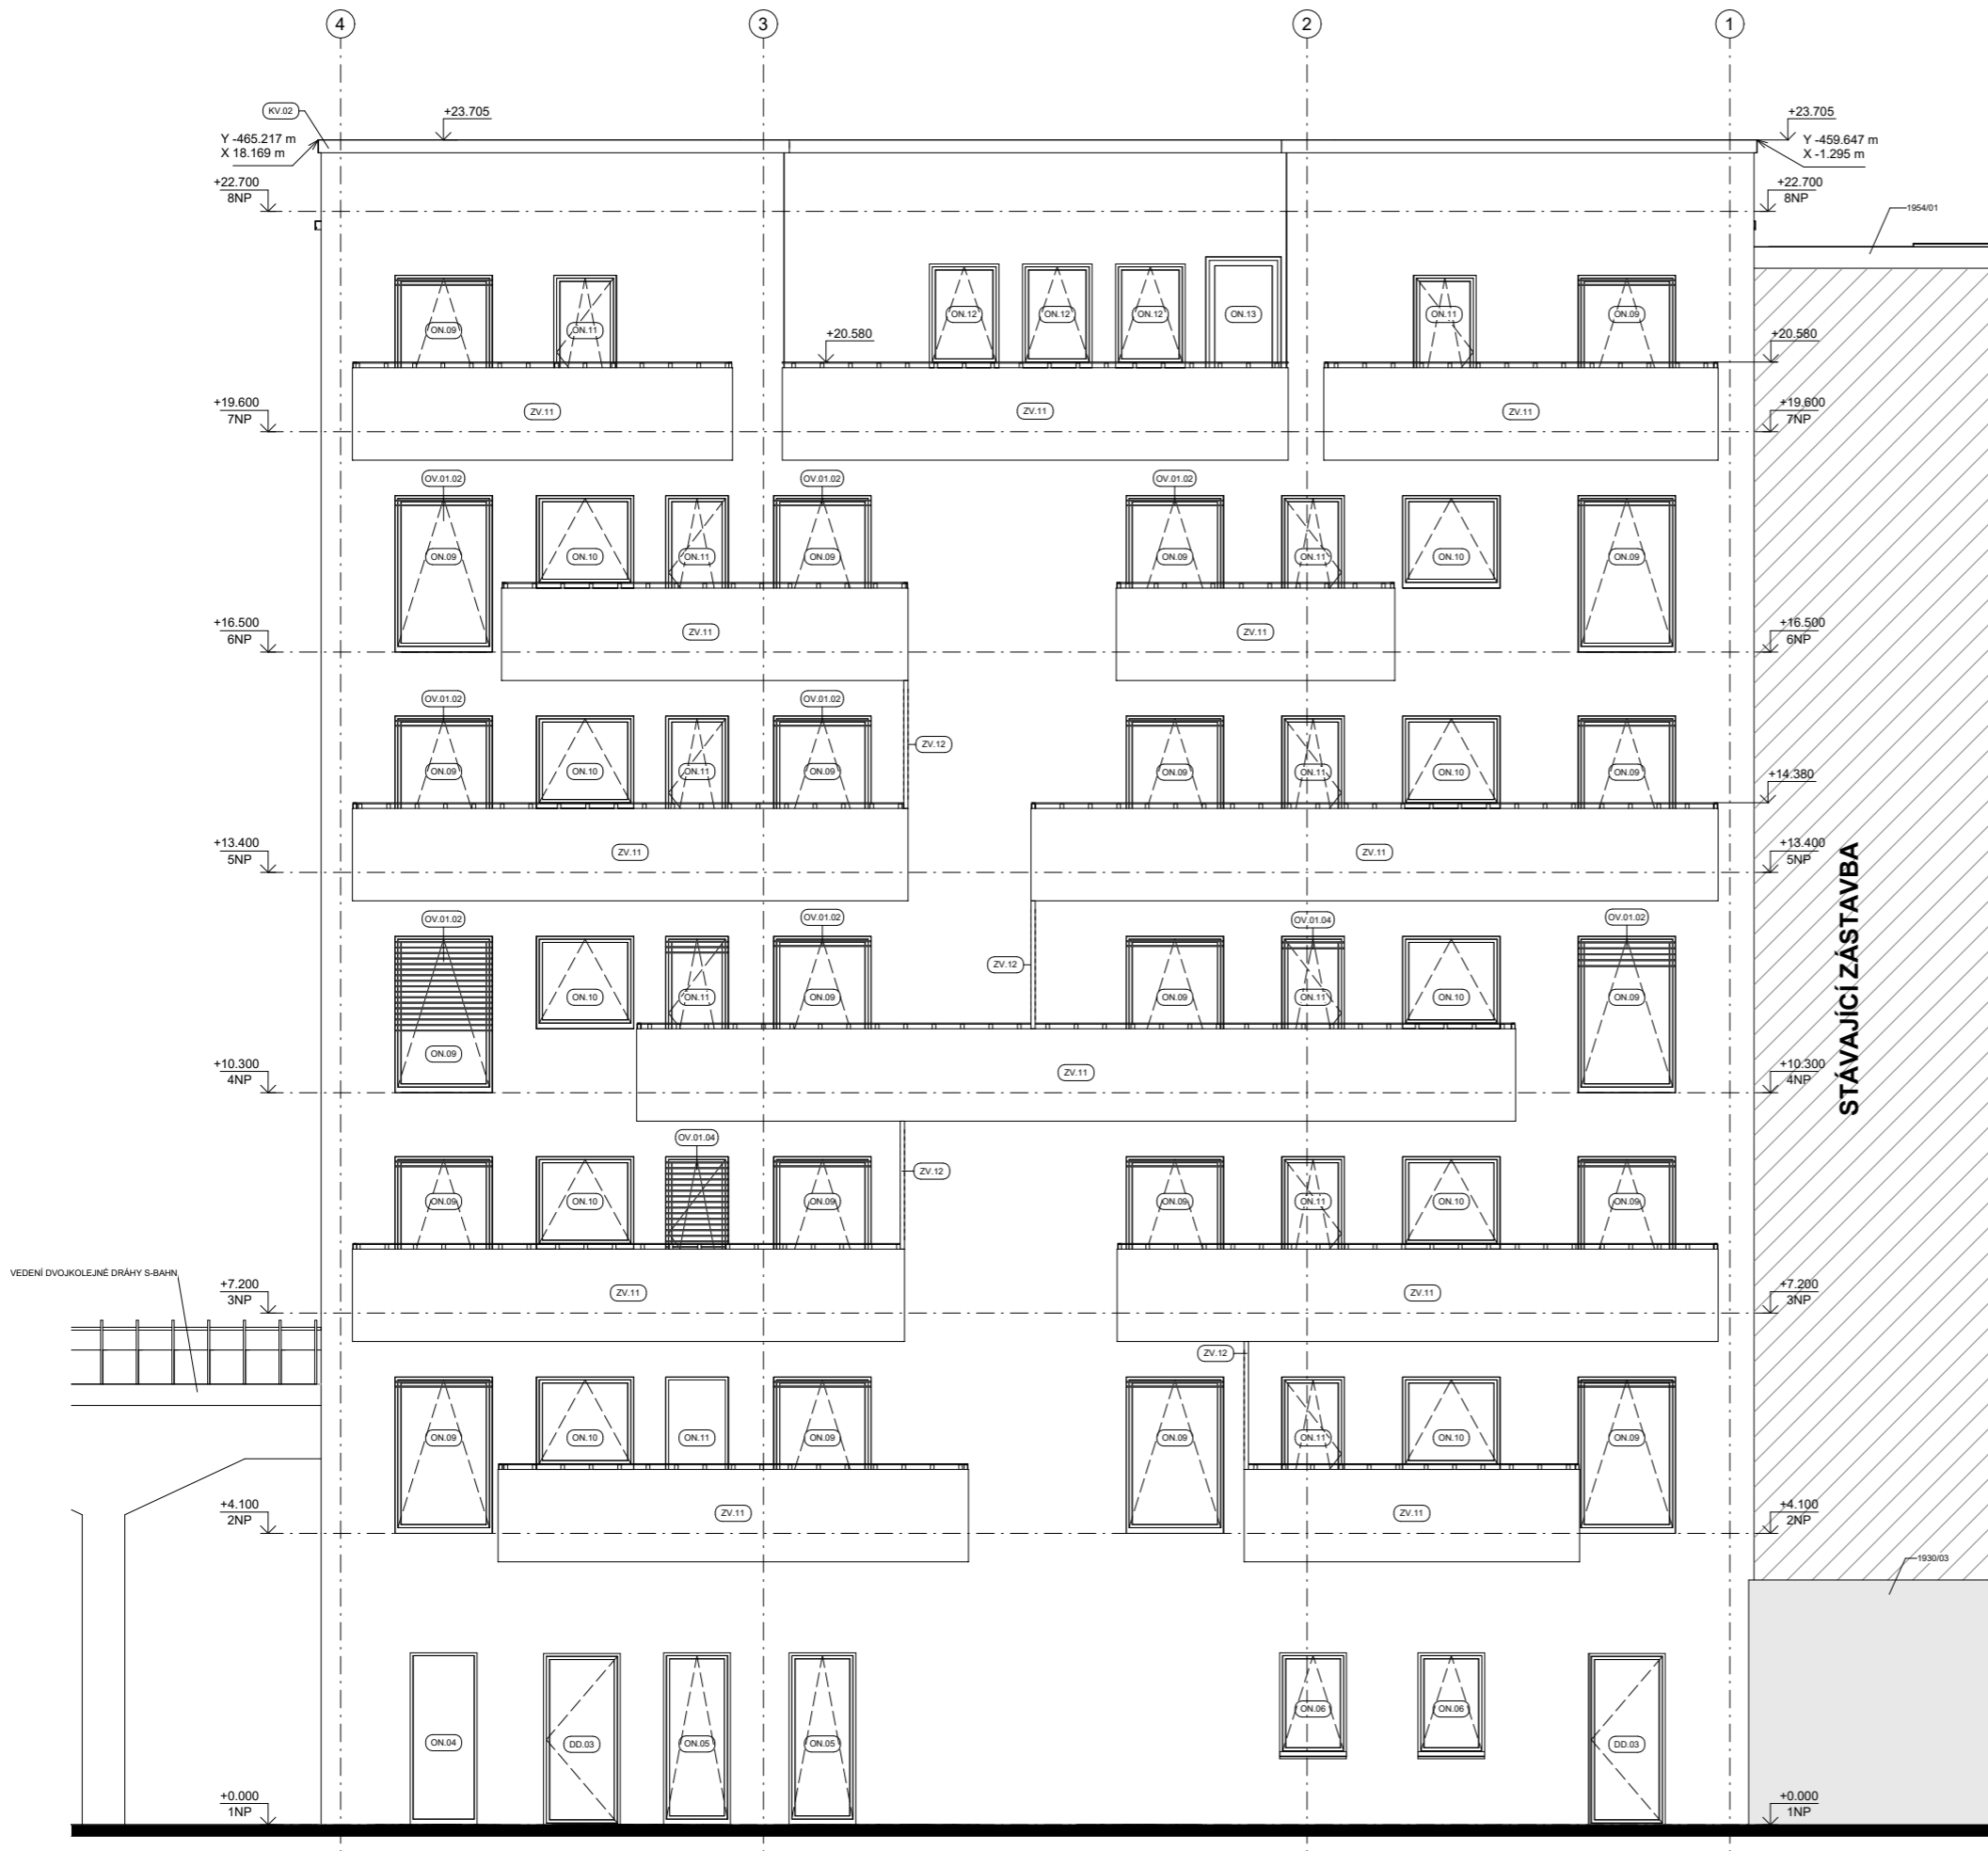 4 3 2 1
KV.02
+23.705
+23.705
Y -465.217 m
X 18.169 m
Y -459.647 m
X -1.295 m
+22.700
8NP
+22.700
8NP
1954/01
ON.09 ON.11 ON.12 ON.12 ON.12 ON.13 ON.11 ON.09
+20.580
+20.580
+19.600
7NP
ZV.11 ZV.11 ZV.11
+19.600
7NP
OV.01.02 OV.01.02 OV.01.02
ON.09 ON.10 ON.11 ON.09 ON.09 ON.11 ON.10 ON.09
+16.500
6NP
ZV.11 ZV.11
+16.500
6NP
OV.01.02 OV.01.02
ZV.12
ON.09 ON.10 ON.11 ON.09 ON.09 ON.11 ON.10 ON.09
+14.380
+13.400
5NP
ZV.11 ZV.11
+13.400
5NP
STÁVAJÍCÍ ZÁSTAVBA
OV.01.02 OV.01.02 OV.01.04 OV.01.02
ZV.12
ON.10 ON.11 ON.09 ON.09 ON.11 ON.10 ON.09
ON.09
+10.300
4NP
ZV.11
+10.300
4NP
OV.01.04
ZV.12
ON.09 ON.10 ON.09 ON.09 ON.11 ON.10 ON.09
VEDENÍ DVOJKOLEJNÉ DRÁHY S-BAHN
+7.200
3NP
ZV.11 ZV.11
+7.200
3NP
ZV.12
ON.09 ON.10 ON.11 ON.09 ON.09 ON.11 ON.10 ON.09
+4.100
2NP
ZV.11 ZV.11
+4.100
2NP
1930/03
ON.06 ON.06
ON.04 DD.03 ON.05 ON.05 DD.03
+0.000
1NP
+0.000
1NP